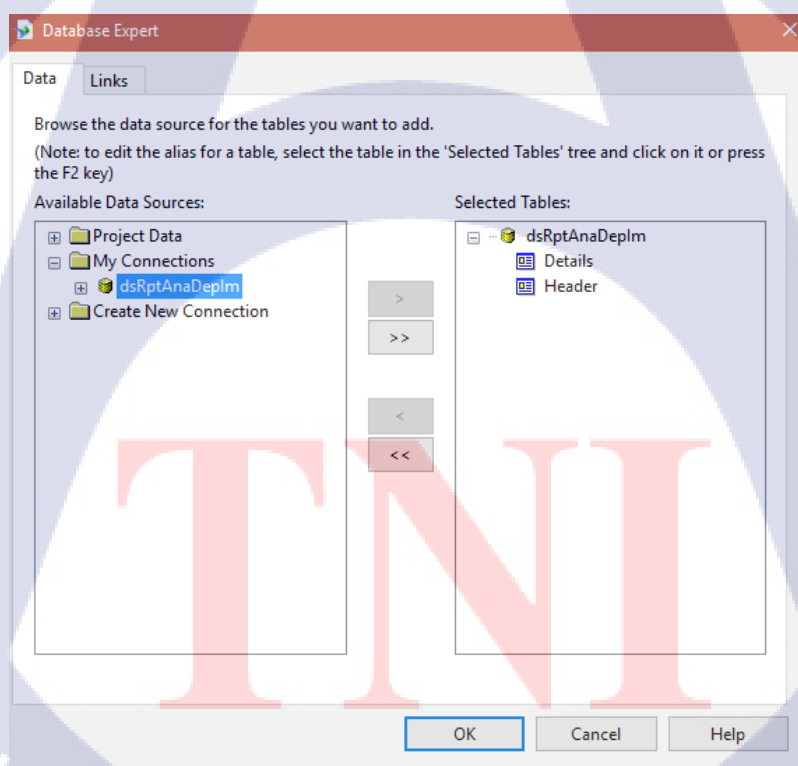 Database Expert
Data
Links
Browse the data source for the tables you want to add.
(Note: to edit the alias for a table, select the table in the 'Selected Tables' tree and click on it or press
the F2 key)
Available Data Sources:
Selected Tables:
Project Data
My Connections
dsRptAnaDepIm
Create New Connection
dsRptAnaDepIm
Details
Header
>
>>
<
<<
TNI
OK
Cancel
Help